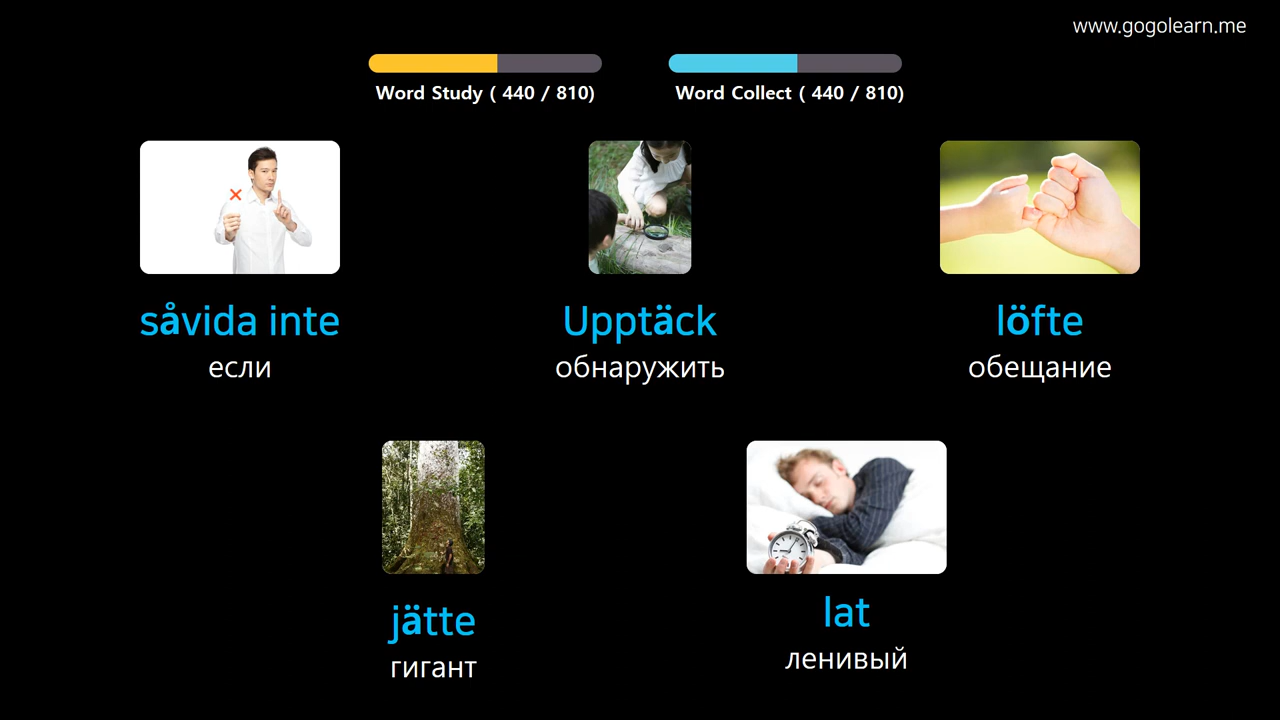 www.gogolearn.me
Word Study ( 440 / 810)
Word Collect ( 440 / 810)
såvida inte
если
Upptäck
обнаружить
löfte
обещание
jätte
гигант
lat
ленивый